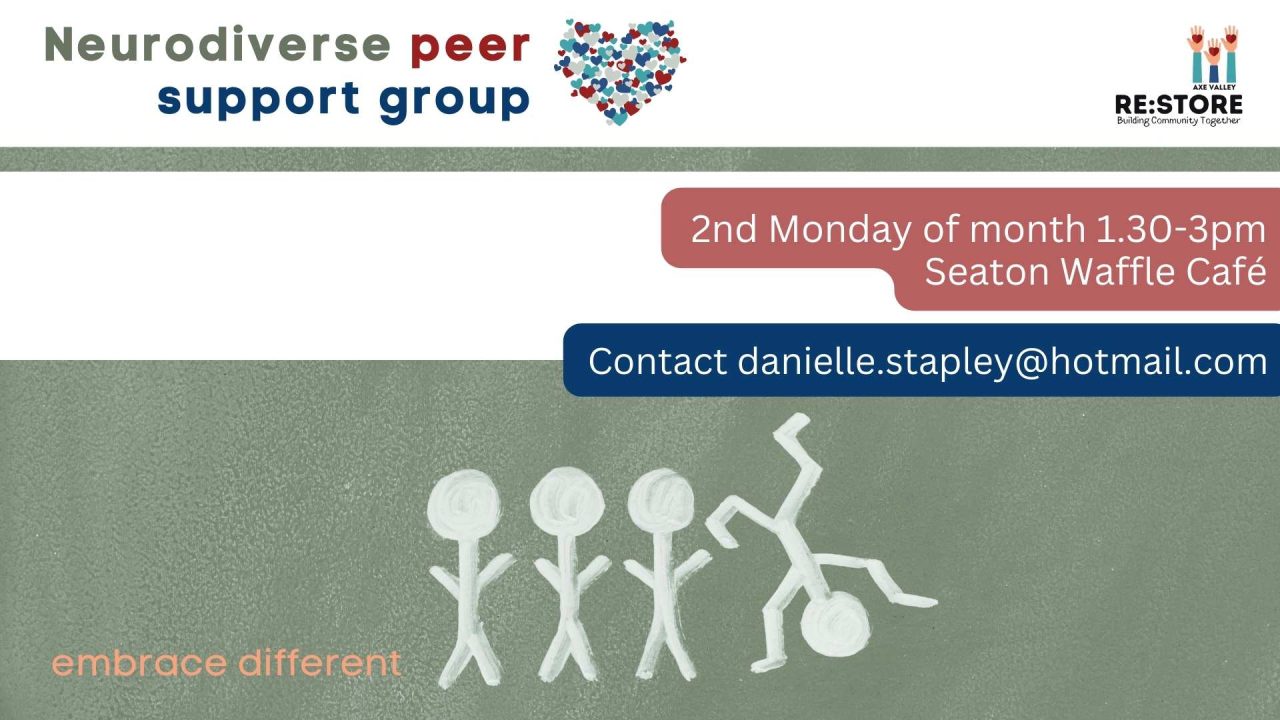 Neurodiverse peer
support group
AXE VALLEY
RE:STORE
Building Community Together
2nd Monday of month 1.30-3pm
Seaton Waffle Café
Contact danielle.stapley@hotmail.com
embrace different